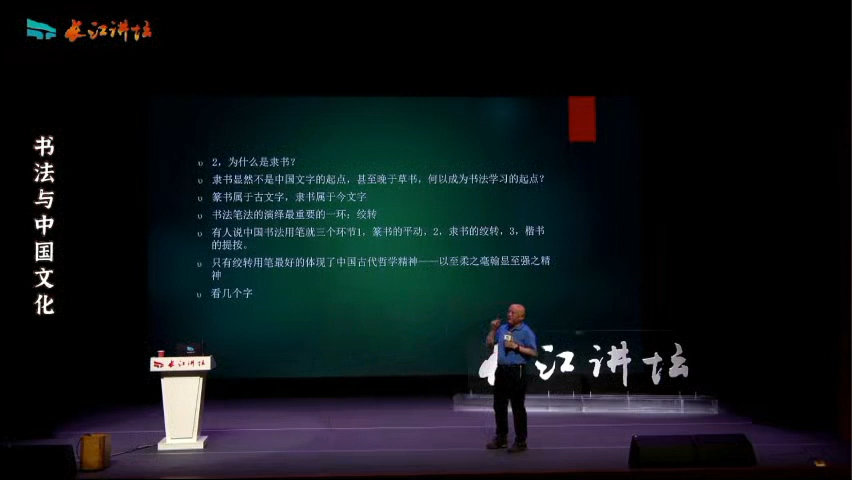 长江讲坛
书法与中国文化
2，为什么是隶书？
隶书显然不是中国文字的起点，甚至晚于草书，何以成为书法学习的起点？
篆书属于古文字，隶书属于今文字
书法笔法的演绎最重要的一环：绞转
有人说中国书法用笔就三个环节1，篆书的平动，2，隶书的绞转，3，楷书
的提按。
只有绞转用笔最好的体现了中国古代哲学精神——以至柔之毫翰显至强之精
神
看几个字
长江讲坛
长江讲坛